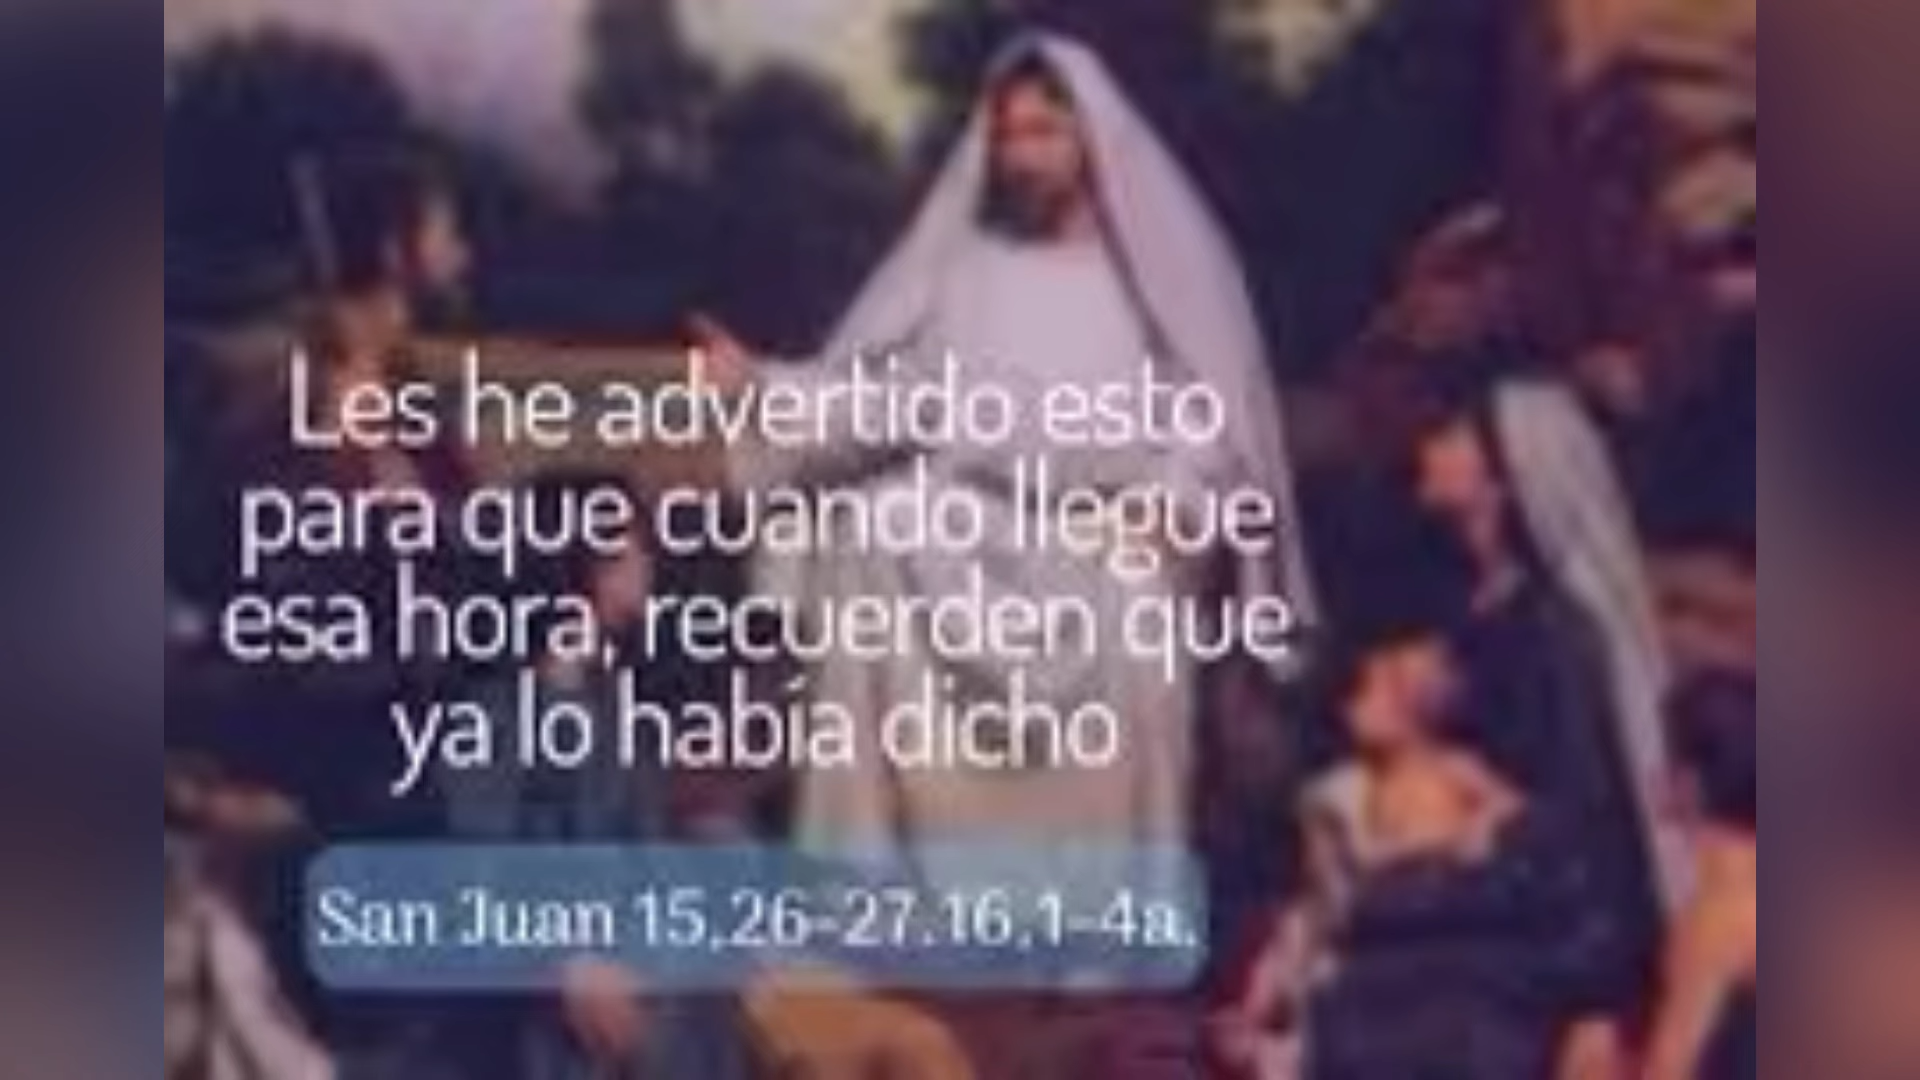 Les he advertido esto
para que cuando llegue
esa hora, recuerden que
ya lo había dicho
San Juan 15,26-27.16,1-4a.